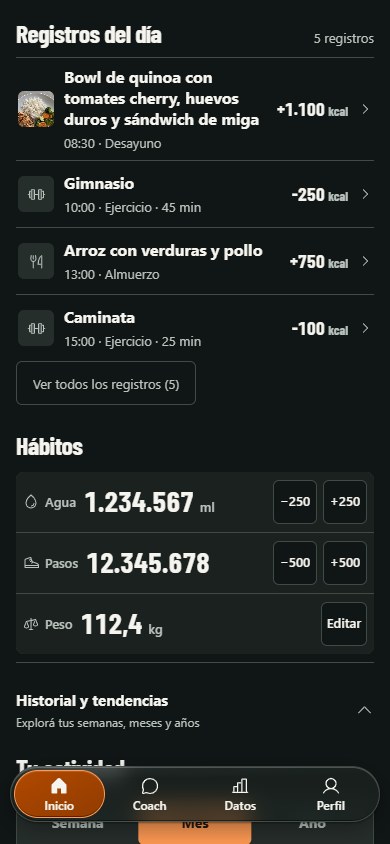 Registros del día
5 registros
Bowl de quinoa con
tomates cherry, huevos
duros y sándwich de miga
+1.100 kcal
08:30 · Desayuno
Gimnasio
-250 kcal
10:00 · Ejercicio · 45 min
Arroz con verduras y pollo
+750 kcal
13:00 · Almuerzo
Caminata
-100 kcal
15:00 · Ejercicio · 25 min
Ver todos los registros (5)
Hábitos
Agua 1.234.567 ml
−250 +250
Pasos 12.345.678
−500 +500
Peso 112,4 kg
Editar
Historial y tendencias
Explorá tus semanas, meses y años
Tu actividad
Inicio
Coach
Datos
Perfil
Semana
Mes
Año